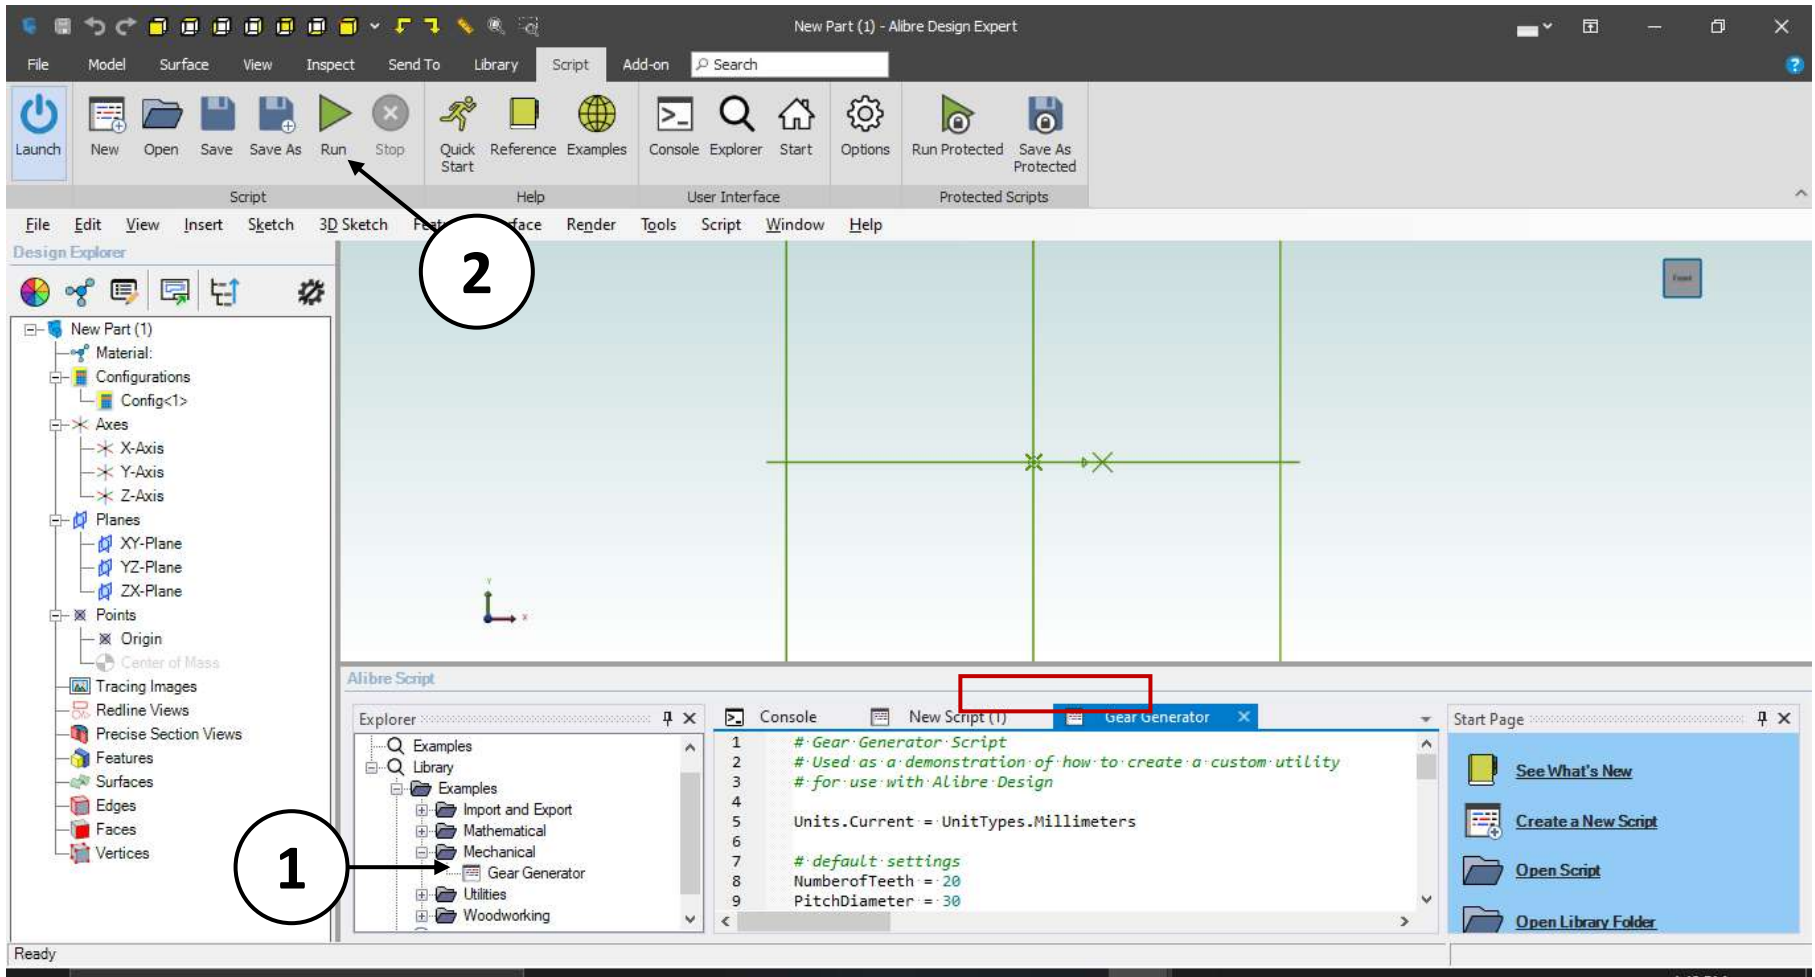 New Part (1) - Alibre Design Expert
File Model Surface View Inspect Send To Library Script Add-on Search
Launch New Open Save Save As Run Stop Quick Start Reference Examples Console Explorer Start Options Run Protected Save As Protected
Script Help User Interface Protected Scripts
File Edit View Insert Sketch 3D Sketch Render Tools Script Window Help
Design Explorer
2
Front
New Part (1)
Material:
Configurations
Config<1>
Axes
X-Axis
Y-Axis
Z-Axis
Planes
XY-Plane
YZ-Plane
ZX-Plane
Points
Origin
Center of Mass
Tracing Images
Redline Views
Precise Section Views
Features
Surfaces
Edges
Faces
Vertices
Y
X
Alibre Script
Explorer
Examples
Library
Examples
Import and Export
Mathematical
Mechanical
Gear Generator
Utilities
Woodworking
1
Console New Script (1) Gear Generator
1 # Gear Generator Script
2 # Used as a demonstration of how to create a custom utility
3 # for use with Alibre Design
4
5 Units.Current = UnitTypes.Millimeters
6
7 # default settings
8 NumberofTeeth = 20
9 PitchDiameter = 30
Start Page
See What's New
Create a New Script
Open Script
Open Library Folder
Ready